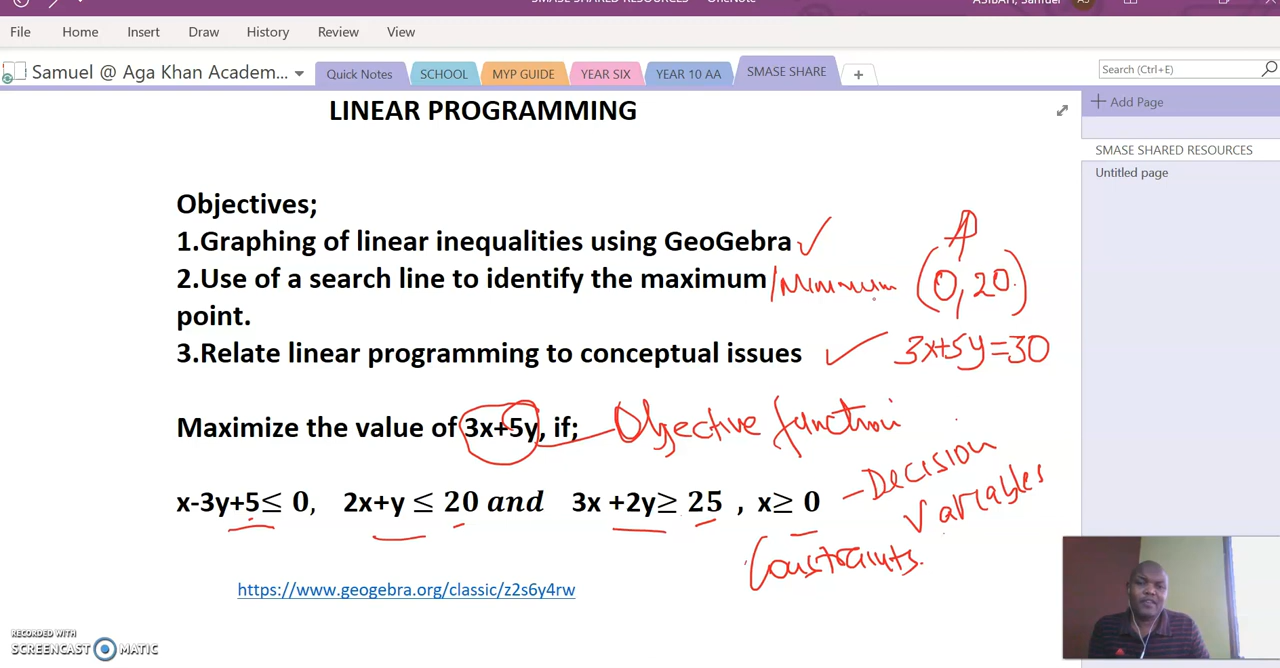 File Home Insert Draw History Review View
Samuel @ Aga Khan Academ... Quick Notes SCHOOL MYP GUIDE YEAR SIX YEAR 10 AA SMASE SHARE + Search (Ctrl+E)
+ Add Page
SMASE SHARED RESOURCES
Untitled page
LINEAR PROGRAMMING
Objectives;
1.Graphing of linear inequalities using GeoGebra
2.Use of a search line to identify the maximum /Minimum
point.
3.Relate linear programming to conceptual issues
A
(0,20)
3x+5y=30
Maximize the value of 3x+5y, if; Objective function
x-3y+5≤ 0, 2x+y ≤ 20 and 3x +2y≥ 25 , x≥ 0
Decision
Variables
Constraints.
https://www.geogebra.org/classic/z2s6y4rw
RECORDED WITH
SCREENCAST MATIC